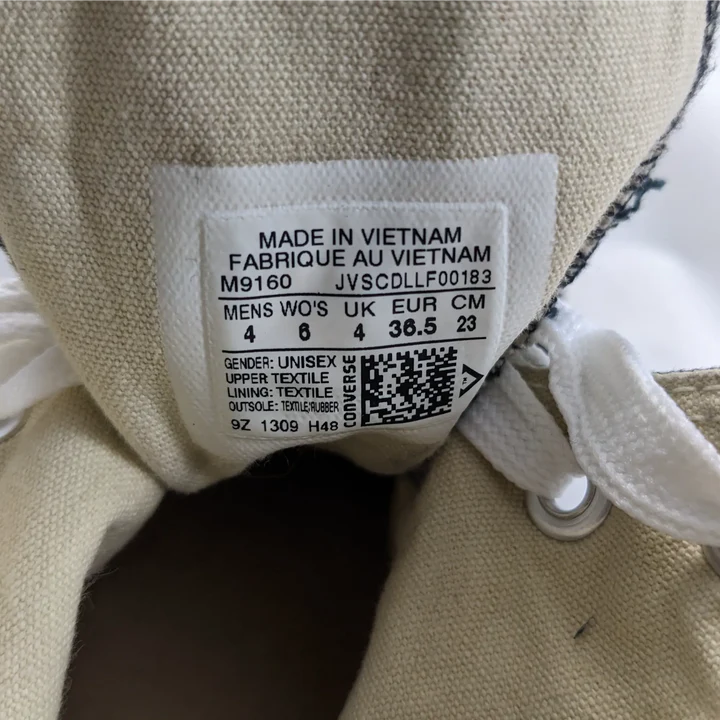 MADE IN VIETNAM
FABRIQUE AU VIETNAM
M9160 JVSCDLLF00183
MENS WO'S UK EUR CM
4 6 4 36.5 23
GENDER: UNISEX
UPPER TEXTILE
LINING: TEXTILE
OUTSOLE: TEXTILE/RUBBER
9Z 1309 H48
CONVERSE